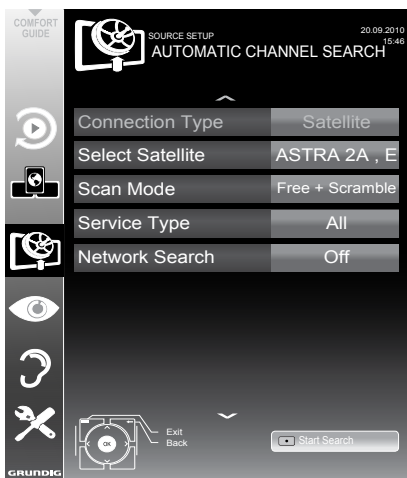 COMFORT
GUIDE
SOURCE SETUP
20.09.2010
AUTOMATIC CHANNEL SEARCH
15:46
Connection Type Satellite
Select Satellite ASTRA 2A , E
Scan Mode Free + Scramble
Service Type All
Network Search Off
Exit
Back
OK
Start Search
GRUNDIG